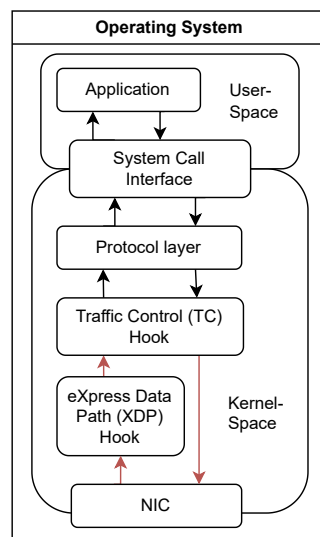 Operating System
Application
User-
Space
System Call
Interface
Protocol layer
Traffic Control (TC)
Hook
eXpress Data
Path (XDP)
Hook
Kernel-
Space
NIC